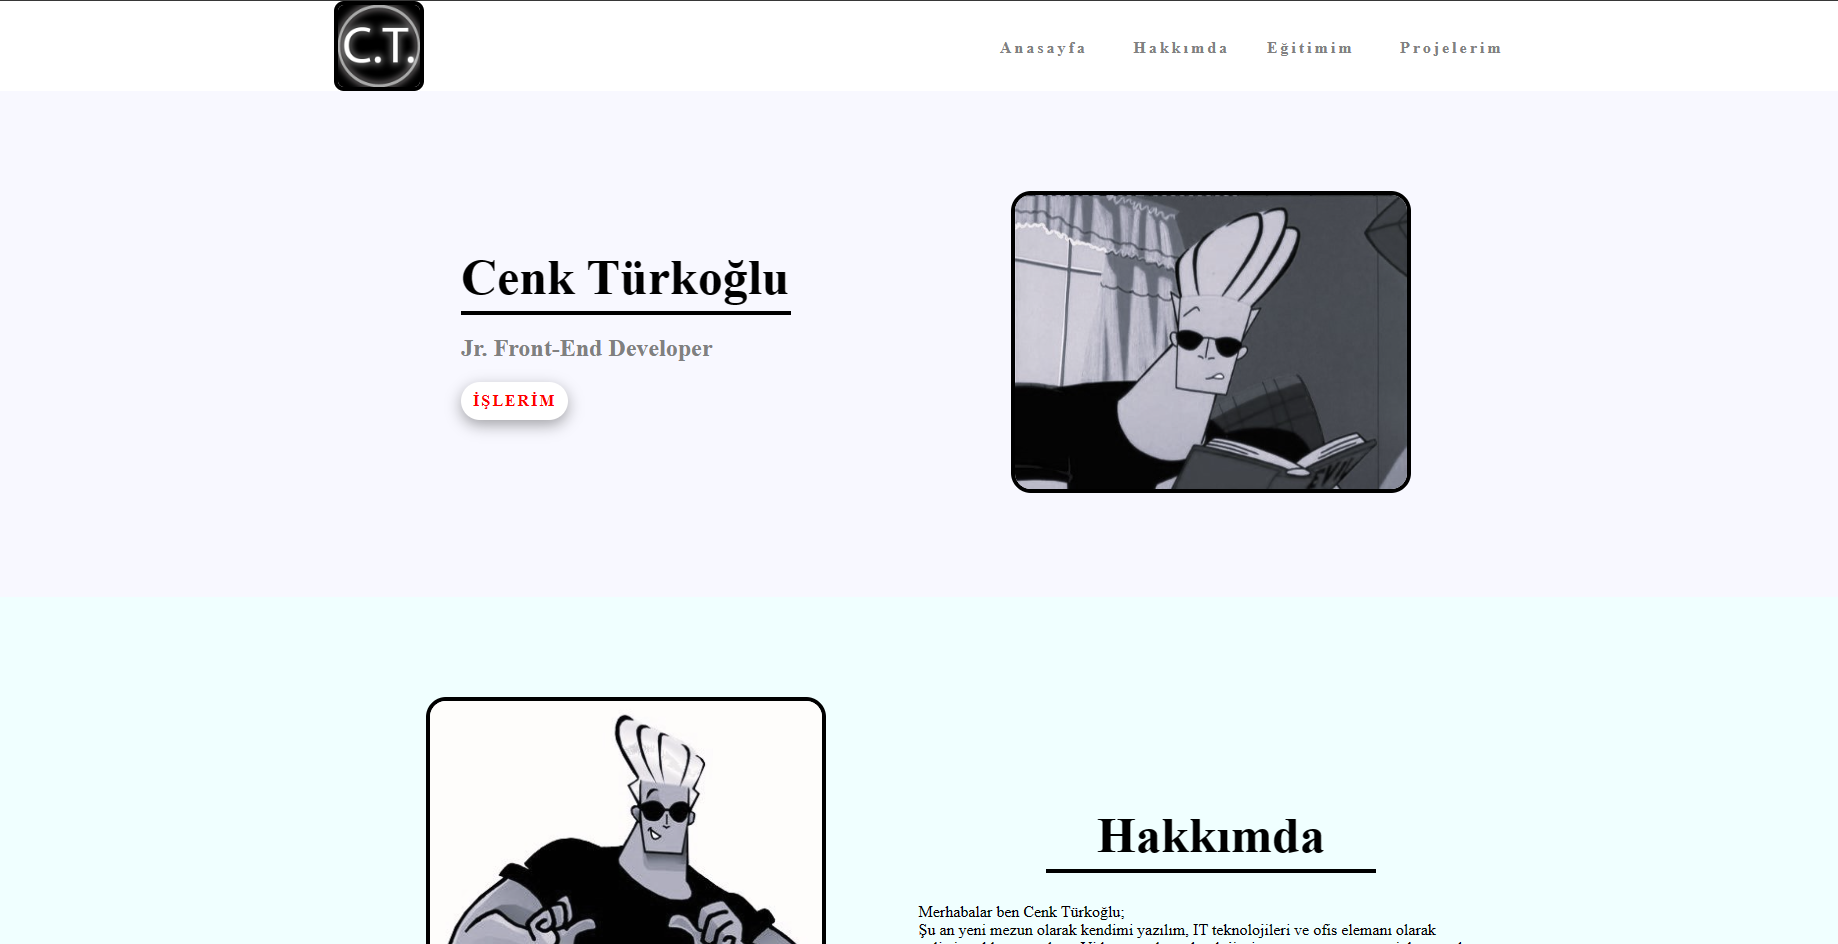 C.T.
Anasayfa Hakkımda Eğitimim Projelerim
Cenk Türkoğlu
Jr. Front-End Developer
İŞLERİM
EVIL
Hakkımda
Merhabalar ben Cenk Türkoğlu;
Şu an yeni mezun olarak kendimi yazılım, IT teknolojileri ve ofis elemanı olarak